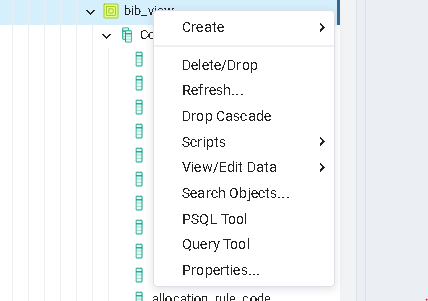 bib_view
Create
Delete/Drop
Refresh...
Drop Cascade
Scripts
View/Edit Data
Search Objects...
PSQL Tool
Query Tool
Properties...
allocation_rule_code